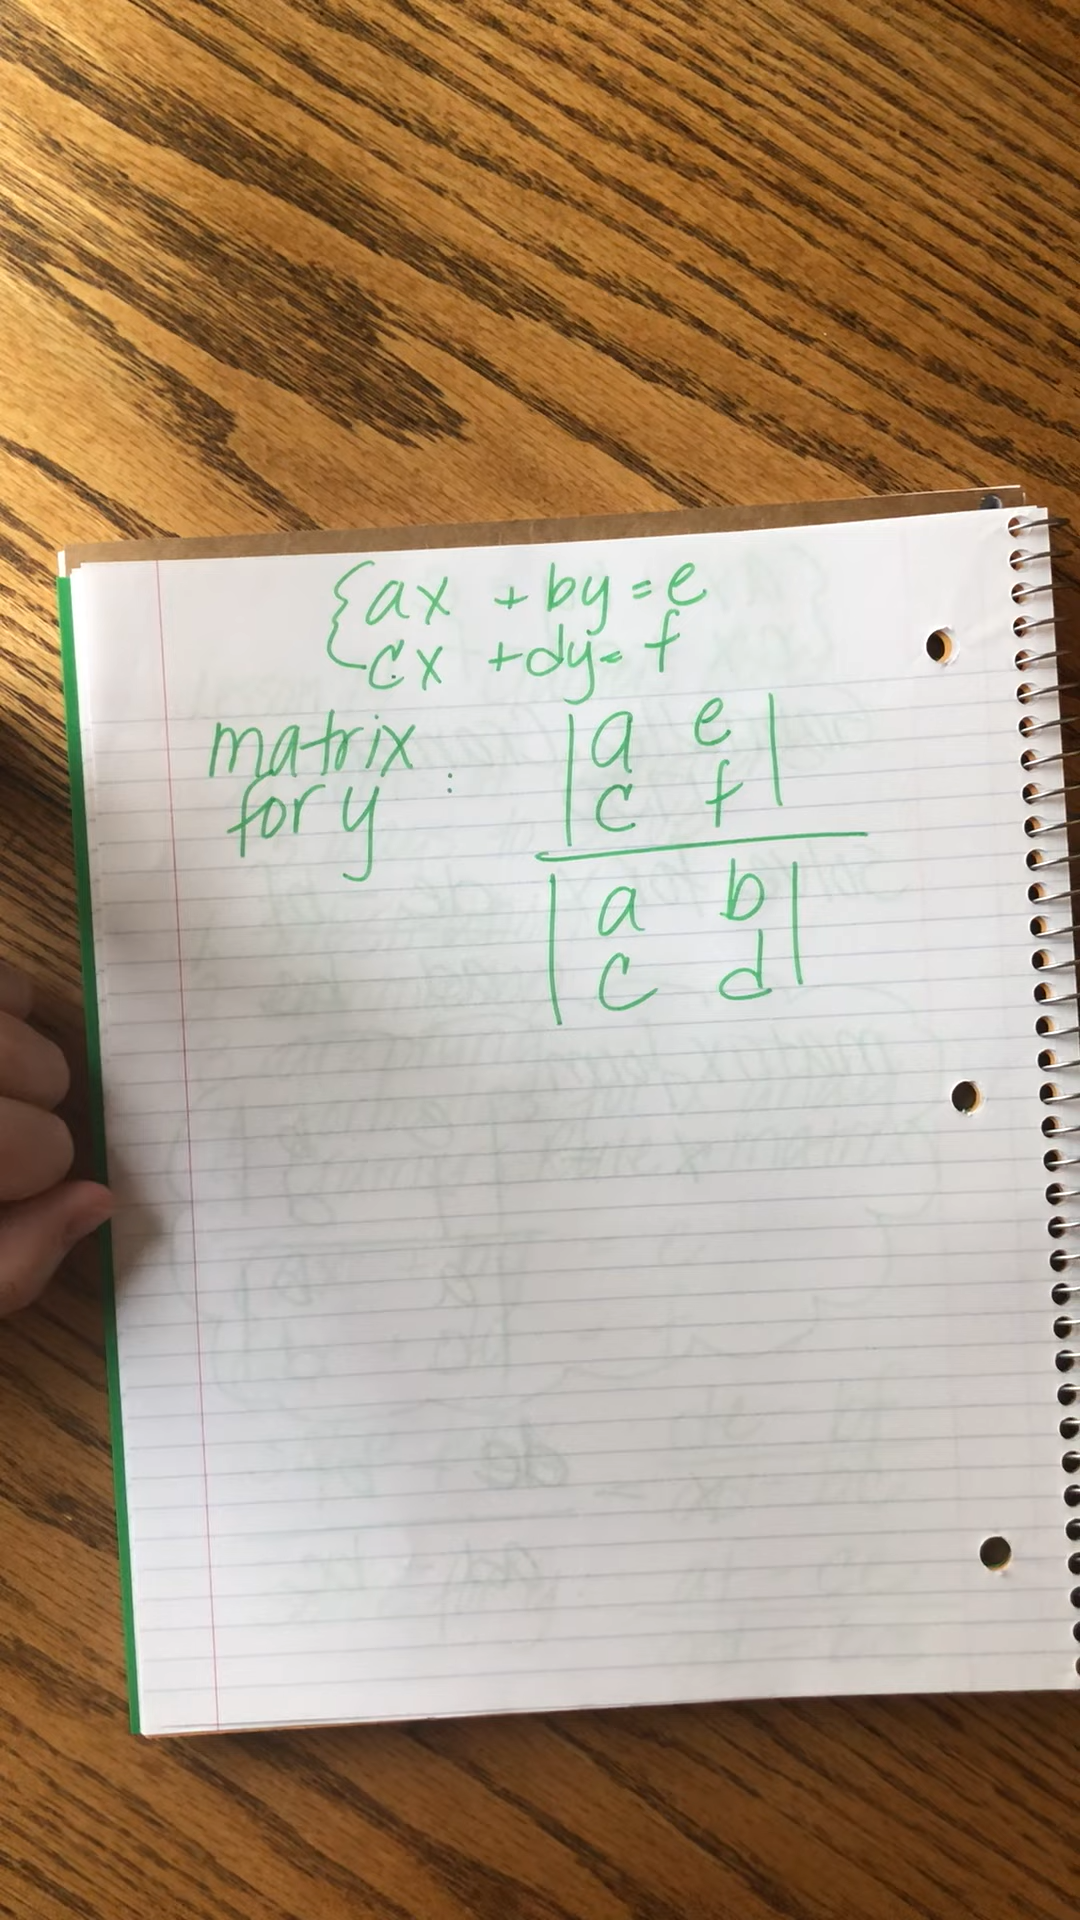 {ax + by = e
cx + dy = f
matrix
for y :
| a e |
| c f |
| a b |
| c d |